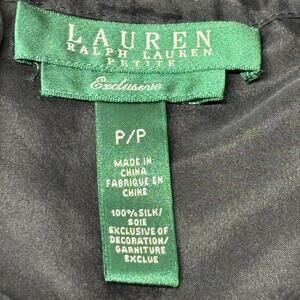 LAUREN
RALPH LAUREN
PETITE
Exclusive
P/P
MADE IN
CHINA
FABRIQUE EN
CHINE
100% SILK/
SOIE
EXCLUSIVE OF
DECORATION/
GARNITURE
EXCLUE